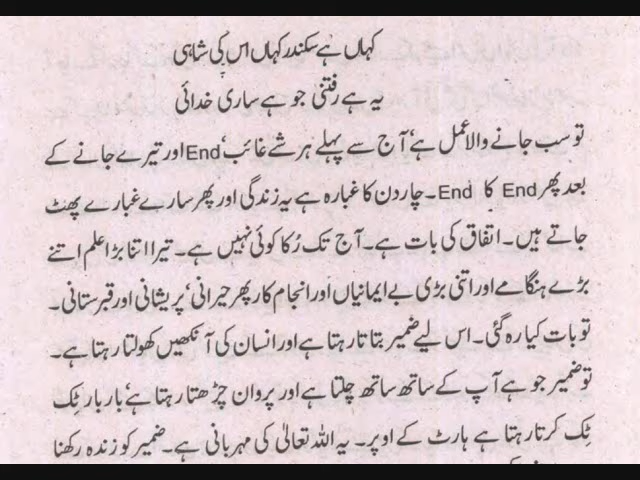 کہاں ہے سکندر کہاں اس کی شاہی
یہ ہے رفتنی جو ہے ساری خدائی
تو سب جانے والا عمل ہے‘ آج سے پہلے ہر شے غائب‘ End اور تیرے جانے کے
بعد پھر End کا End۔ چار دن کا غبارہ ہے یہ زندگی اور پھر سارے غبارے پھٹ
جاتے ہیں۔ اتفاق کی بات ہے۔ آج تک رُکا کوئی نہیں ہے۔ تیرا اتنا بڑا علم اتنے
بڑے ہنگامے اور اتنی بڑی بے ایمانیاں اور انجام کار پھر حیرانی‘ پریشانی اور قبرستانی۔
تو بات کیا رہ گئی۔ اس لیے ضمیر بتاتا رہتا ہے اور انسان کی آنکھیں کھولتا رہتا ہے۔
تو ضمیر جو ہے آپ کے ساتھ ساتھ چلتا ہے اور پروان چڑھتا رہتا ہے‘ بار بار ٹِک
ٹِک کرتا رہتا ہے ہارٹ کے اوپر۔ یہ اللہ تعالیٰ کی مہربانی ہے۔ ضمیر کو زندہ رکھنا